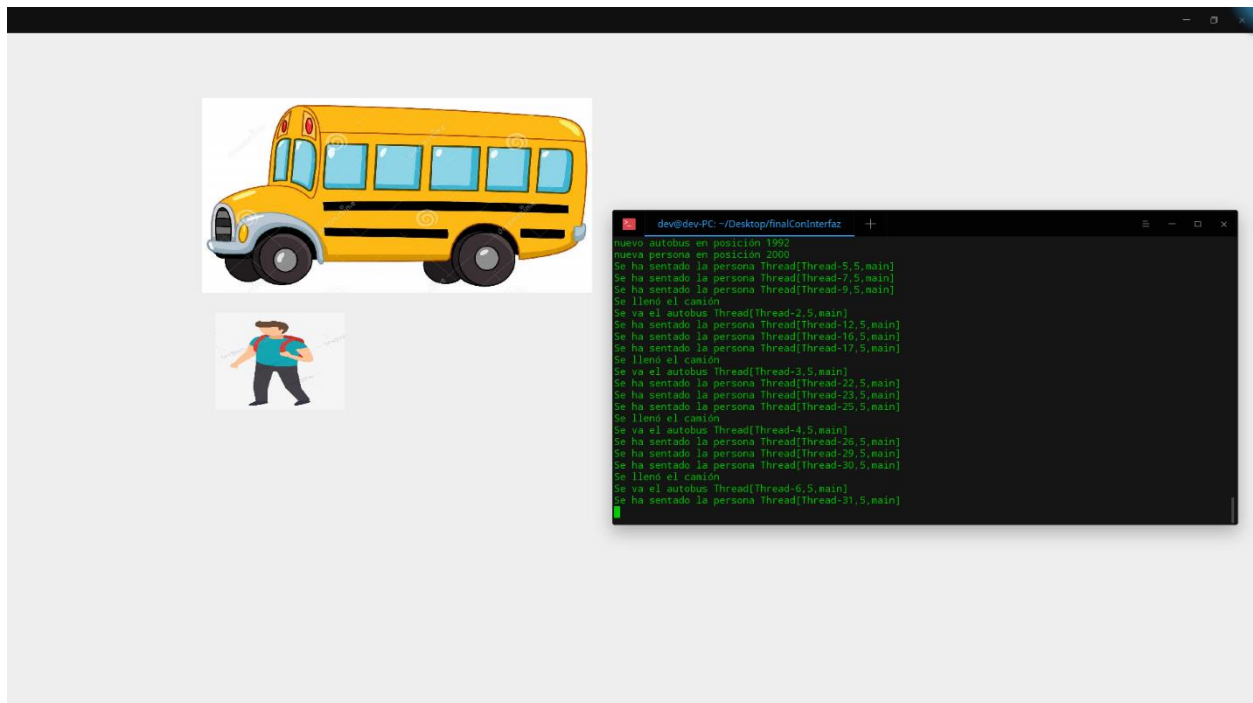 dev@dev-PC: ~/Desktop/finalConInterfaz
nuevo autobus en posición 1992
nueva persona en posición 2000
Se ha sentado la persona Thread[Thread-5,5,main]
Se ha sentado la persona Thread[Thread-7,5,main]
Se ha sentado la persona Thread[Thread-9,5,main]
Se llenó el camión
Se va el autobus Thread[Thread-2,5,main]
Se ha sentado la persona Thread[Thread-12,5,main]
Se ha sentado la persona Thread[Thread-16,5,main]
Se ha sentado la persona Thread[Thread-17,5,main]
Se llenó el camión
Se va el autobus Thread[Thread-3,5,main]
Se ha sentado la persona Thread[Thread-22,5,main]
Se ha sentado la persona Thread[Thread-23,5,main]
Se ha sentado la persona Thread[Thread-25,5,main]
Se llenó el camión
Se va el autobus Thread[Thread-4,5,main]
Se ha sentado la persona Thread[Thread-26,5,main]
Se ha sentado la persona Thread[Thread-29,5,main]
Se ha sentado la persona Thread[Thread-30,5,main]
Se llenó el camión
Se va el autobus Thread[Thread-6,5,main]
Se ha sentado la persona Thread[Thread-31,5,main]